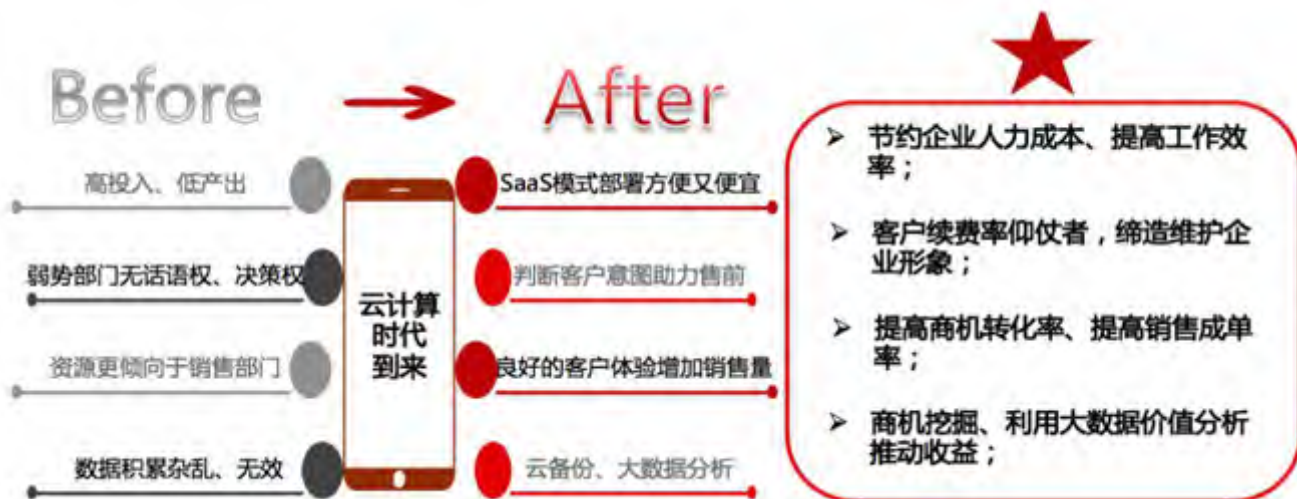 Before
After
高投入、低产出
弱势部门无话语权、决策权
资源更倾向于销售部门
数据积累杂乱、无效
云计算
时代
到来
SaaS模式部署方便又便宜
判断客户意图助力售前
良好的客户体验增加销售量
云备份、大数据分析
➢ 节约企业人力成本、提高工作效
率；
➢ 客户续费率仰仗者，缔造维护企
业形象；
➢ 提高商机转化率、提高销售成单
率；
➢ 商机挖掘、利用大数据价值分析
推动收益；